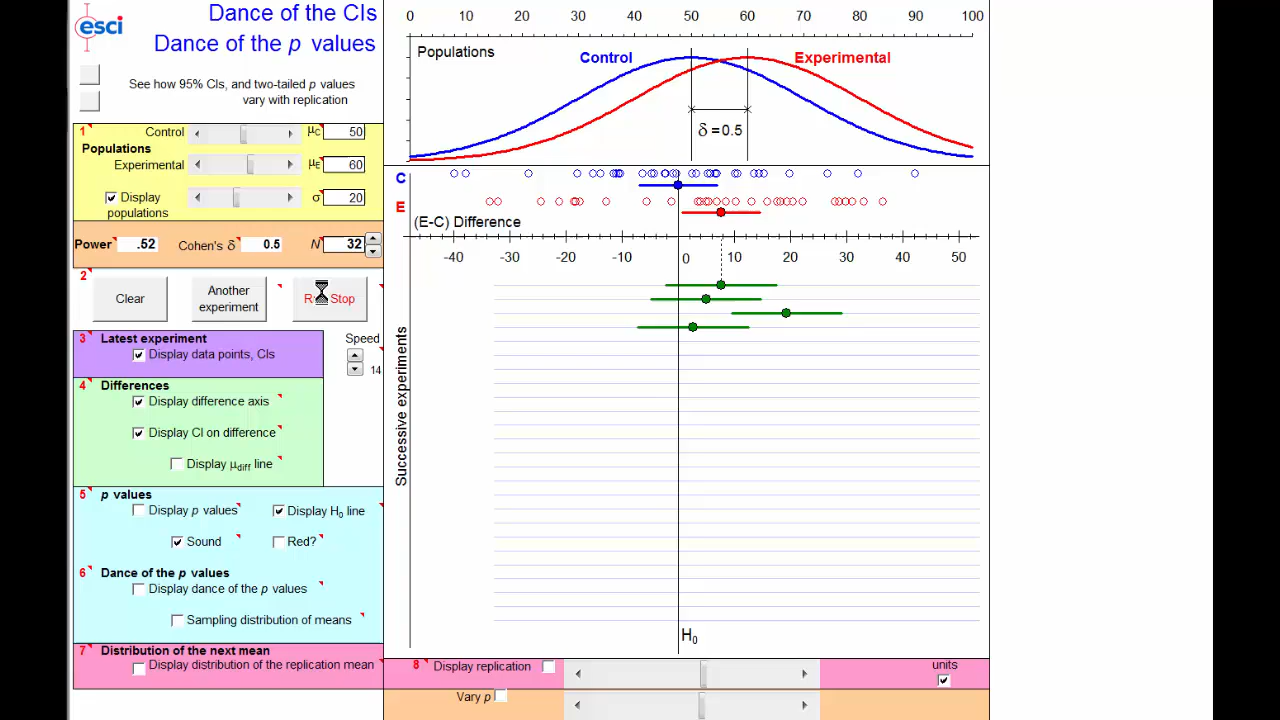 esci
Dance of the CIs
Dance of the p values
See how 95% CIs, and two-tailed p values
vary with replication
1
Control
μC
50
Populations
Experimental
μE
60
Display
populations
σ
20
Power
.52
Cohen's δ
0.5
N
32
2
Clear
Another
experiment
Stop
3
Latest experiment
Speed
Display data points, CIs
14
4
Differences
Display difference axis
Display CI on difference
Display μdiff line
5
p values
Display p values
Display H0 line
Sound
Red?
6
Dance of the p values
Display dance of the p values
Sampling distribution of means
7
Distribution of the next mean
Display distribution of the replication mean
0 10 20 30 40 50 60 70 80 90 100
Populations
Control
Experimental
δ =0.5
C
E
(E-C) Difference
-40 -30 -20 -10 0 10 20 30 40 50
Successive experiments
H0
8
Display replication
units
Vary p